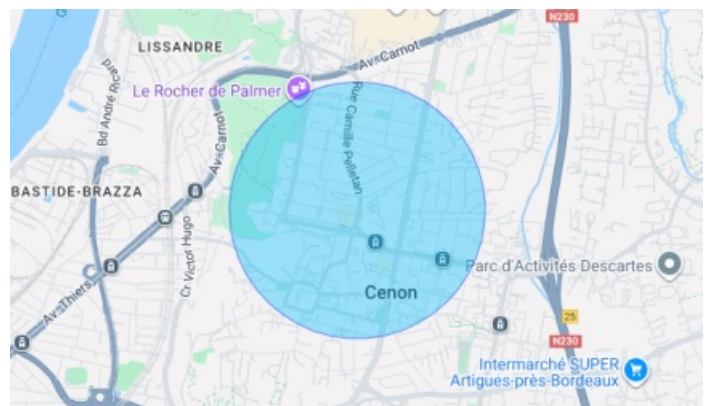 N230
LISSANDRE
Av. Carnot
Le Rocher de Palmer
Bd André Ricard
Rue Camille Pelletan
Av. Carnot
BASTIDE-BRAZZA
Cr Victor Hugo
Parc d'Activités Descartes
Cenon
Av. Thiers
25
N230
Intermarché SUPER
Artigues-près-Bordeaux